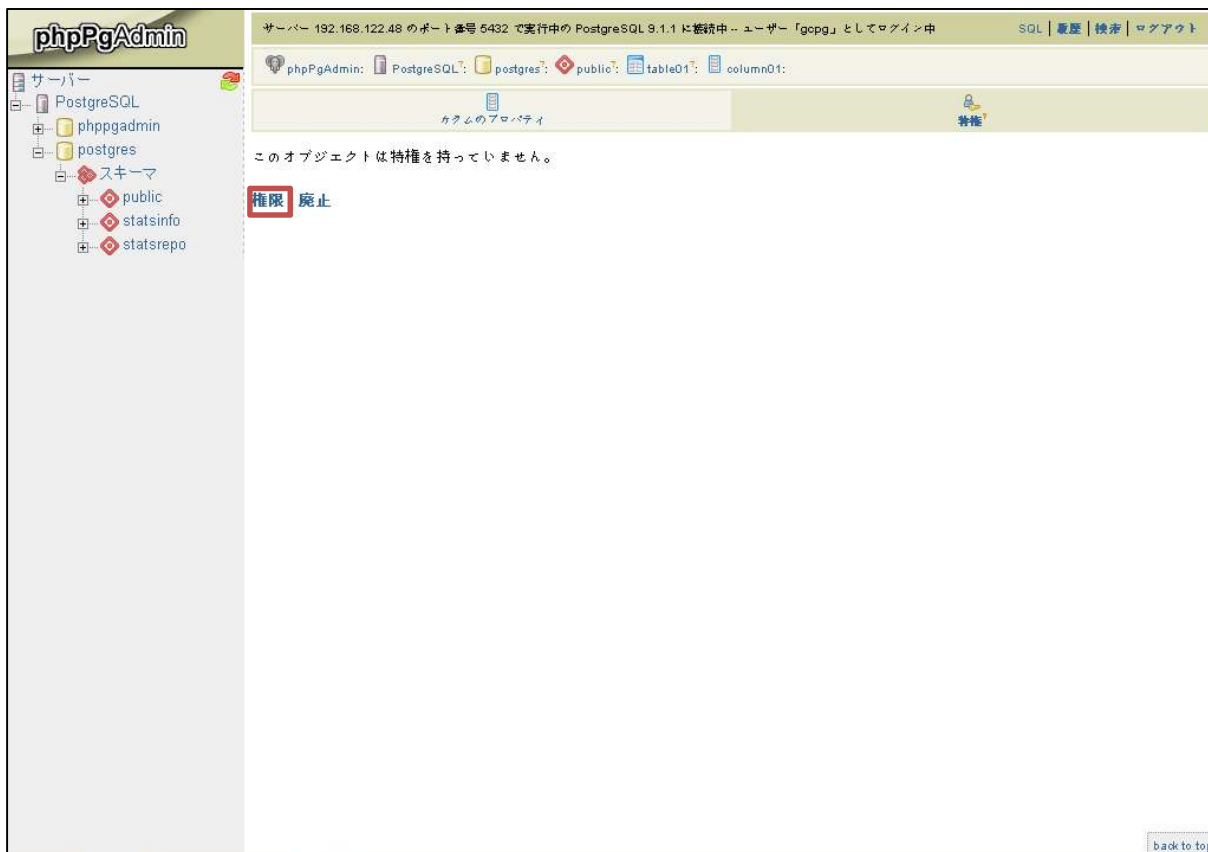 phpPgAdmin
サーバー
PostgreSQL
phppgadmin
postgres
スキーマ
public
statsinfo
statsrepo
サーバー 192.168.122.48 のポート番号 5432 で実行中の PostgreSQL 9.1.1 に接続中 -- ユーザー「gopg」としてログイン中
SQL | 履歴 | 検索 | ログアウト
phpPgAdmin: PostgreSQL?: postgres?: public?: table01?: column01:
カラムのプロパティ
特権?
このオブジェクトは特権を持っていません。
権限 廃止
back to top